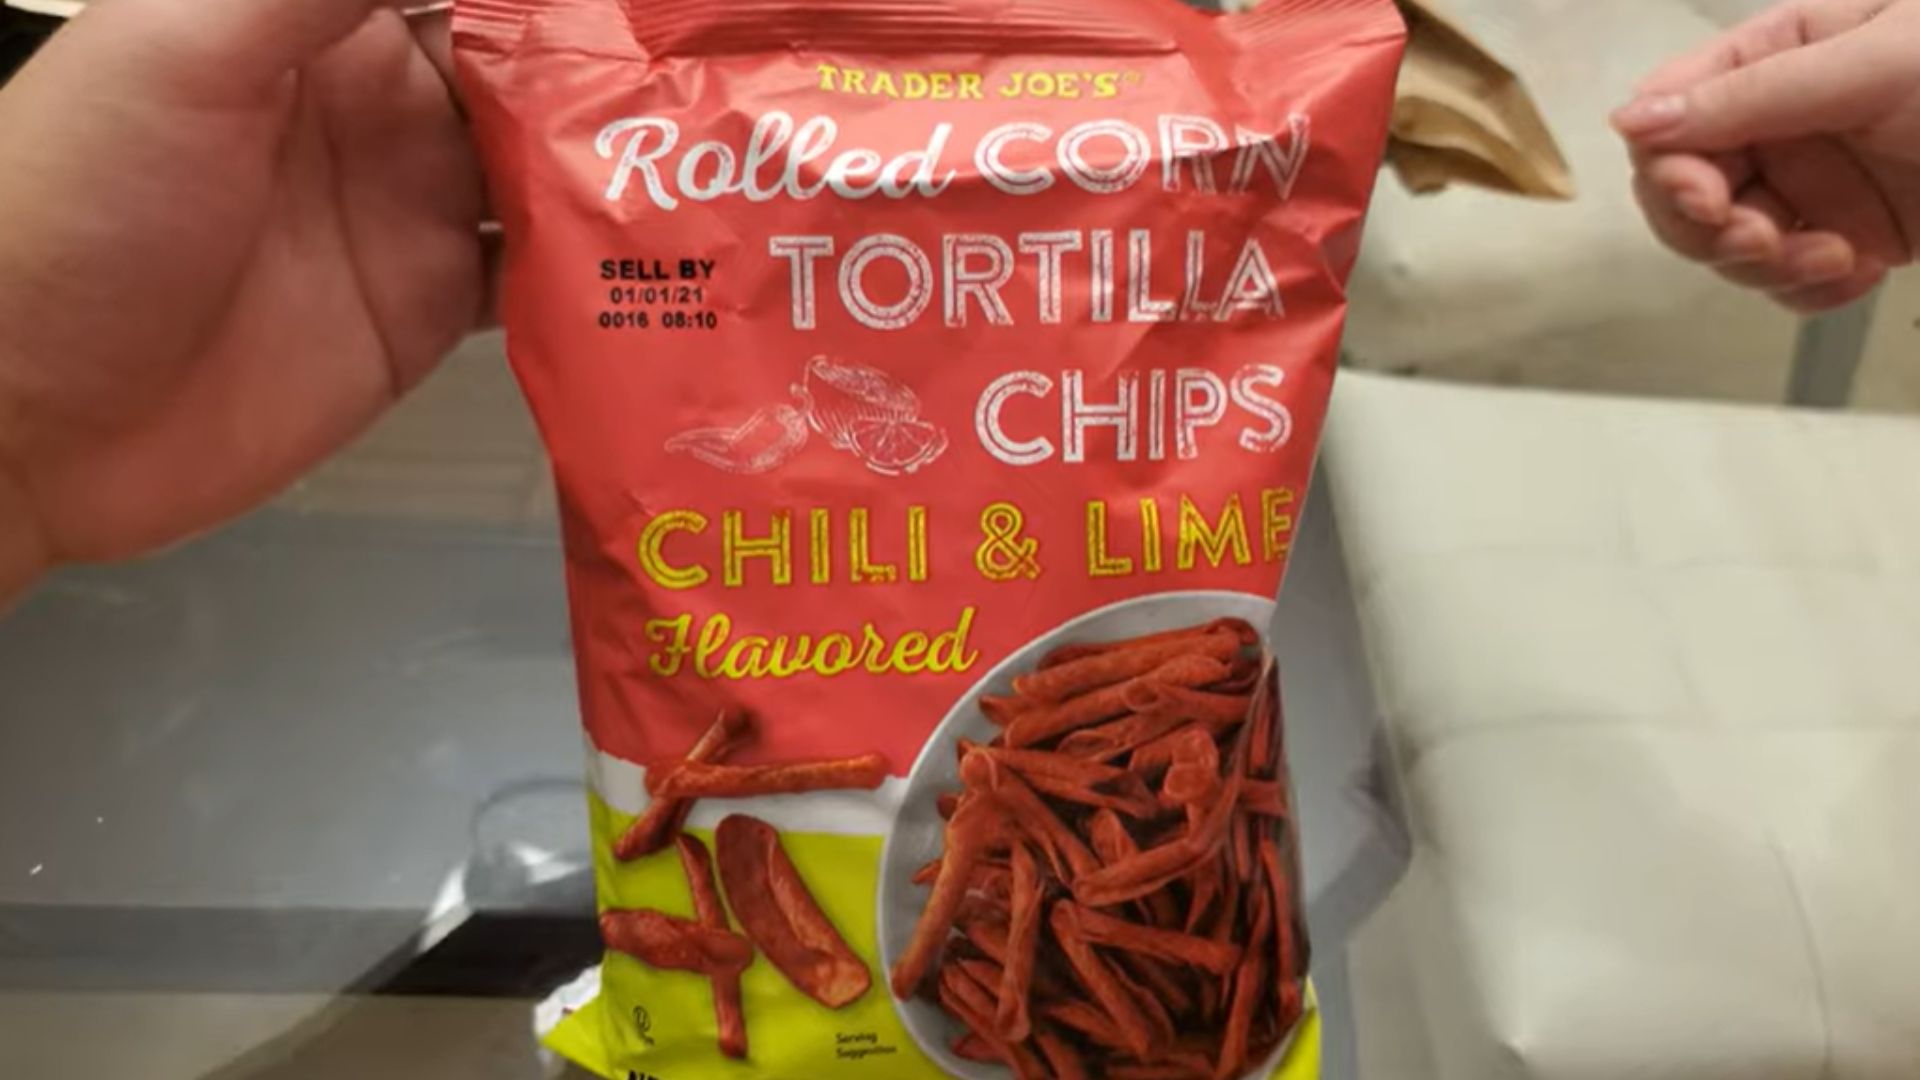 TRADER JOE'S®
Rolled CORN
TORTILLA
CHIPS
SELL BY
01/01/21
0016 08:10
CHILI & LIME
Flavored
Serving
Suggestion